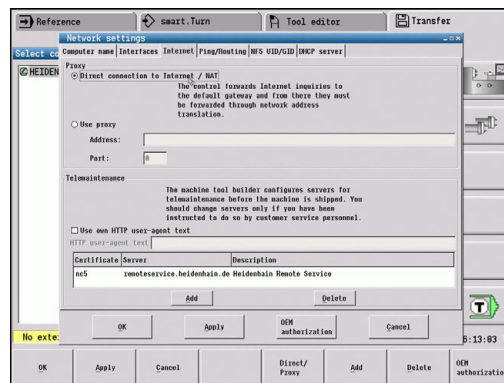 Reference
smart.Turn
Tool editor
Transfer
Network settings
Select co
HEIDEN
Computer name Interfaces Internet Ping/Routing NFS UID/GID DHCP server
Proxy
Direct connection to Internet / NAT
The control forwards Internet inquiries to
the default gateway and from there they must
be forwarded through network address
translation.
Use proxy
Address:
Port: 0
Telemaintenance
The machine tool builder configures servers for
telemaintenance before the machine is shipped. You
should change servers only if you have been
instructed to do so by customer service personnel.
Use own HTTP user-agent text
HTTP user-agent text
Certificate Server Description
nc5 remoteservice.heidenhain.de Heidenhain Remote Service
Add Delete
OK Apply OEM authorization Cancel
No exte
6:13:03
OK Apply Cancel Direct/ Proxy Add Delete OEM authorizatio